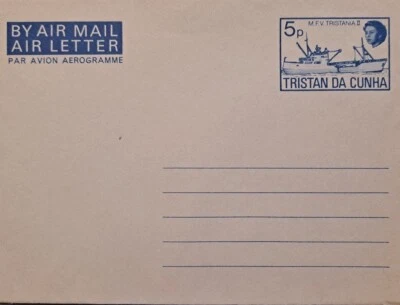 BY AIR MAIL
AIR LETTER
PAR AVION AEROGRAMME
5p
M.F.V. TRISTANIA II
TRISTAN DA CUNHA